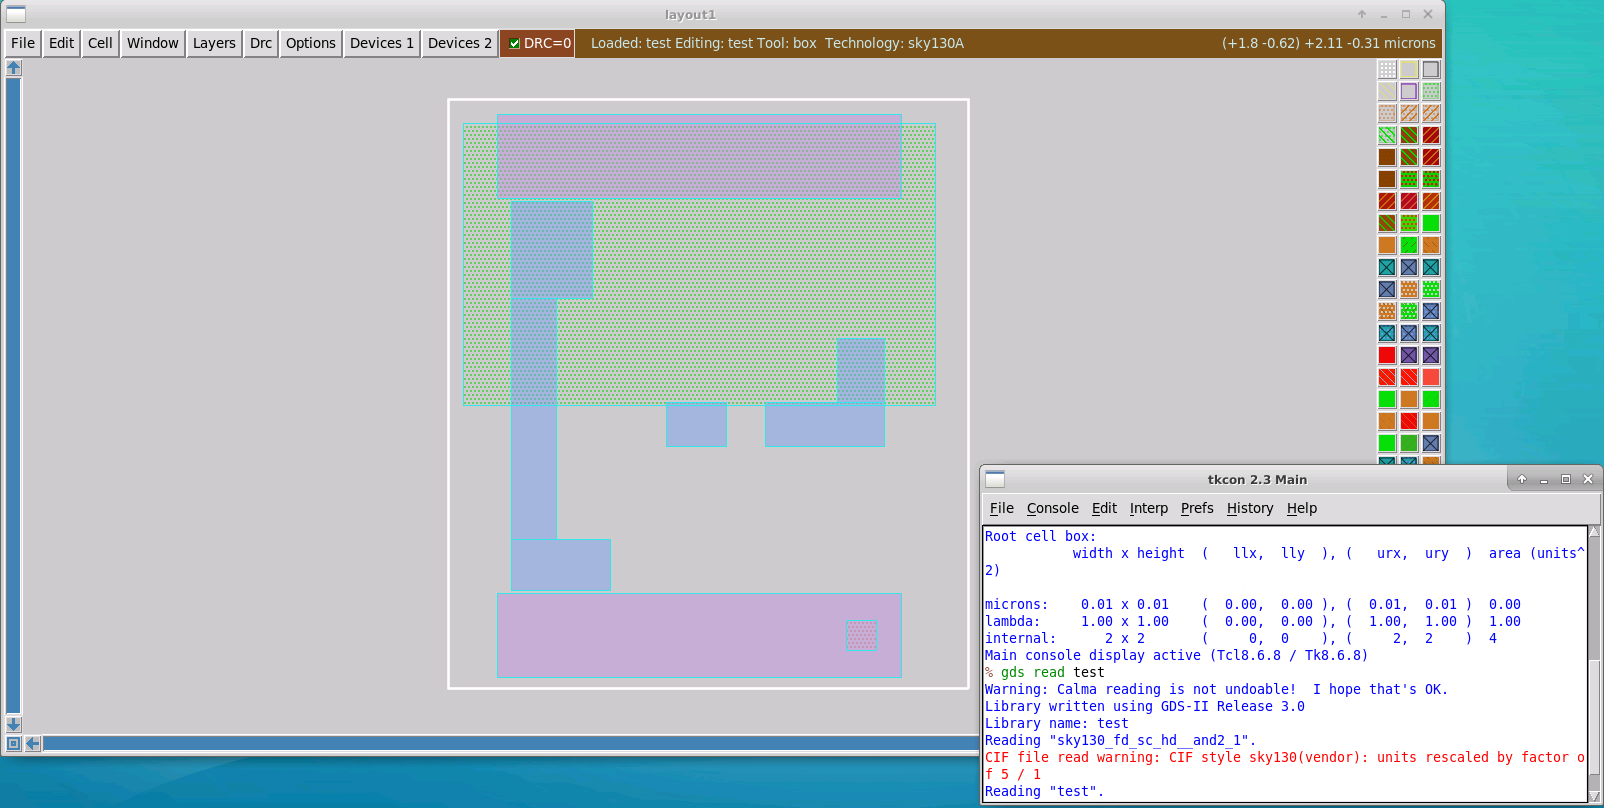 layout1
File Edit Cell Window Layers Drc Options Devices 1 Devices 2 DRC=0 Loaded: test Editing: test Tool: box Technology: sky130A (+1.8 -0.62) +2.11 -0.31 microns
tkcon 2.3 Main
File Console Edit Interp Prefs History Help
Root cell box:
width x height ( llx, lly ), ( urx, ury ) area (units^
2)
microns: 0.01 x 0.01 ( 0.00, 0.00 ), ( 0.01, 0.01 ) 0.00
lambda: 1.00 x 1.00 ( 0.00, 0.00 ), ( 1.00, 1.00 ) 1.00
internal: 2 x 2 ( 0, 0 ), ( 2, 2 ) 4
Main console display active (Tcl8.6.8 / Tk8.6.8)
% gds read test
Warning: Calma reading is not undoable! I hope that's OK.
Library written using GDS-II Release 3.0
Library name: test
Reading "sky130_fd_sc_hd__and2_1".
CIF file read warning: CIF style sky130(vendor): units rescaled by factor o
f 5 / 1
Reading "test".